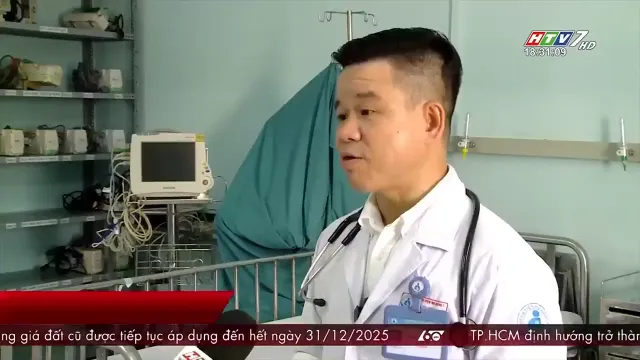 HTV7 HD
18:31:09
ng giá đất cũ được tiếp tục áp dụng đến hết ngày 31/12/2025 60 TP.HCM định hướng trở thàn